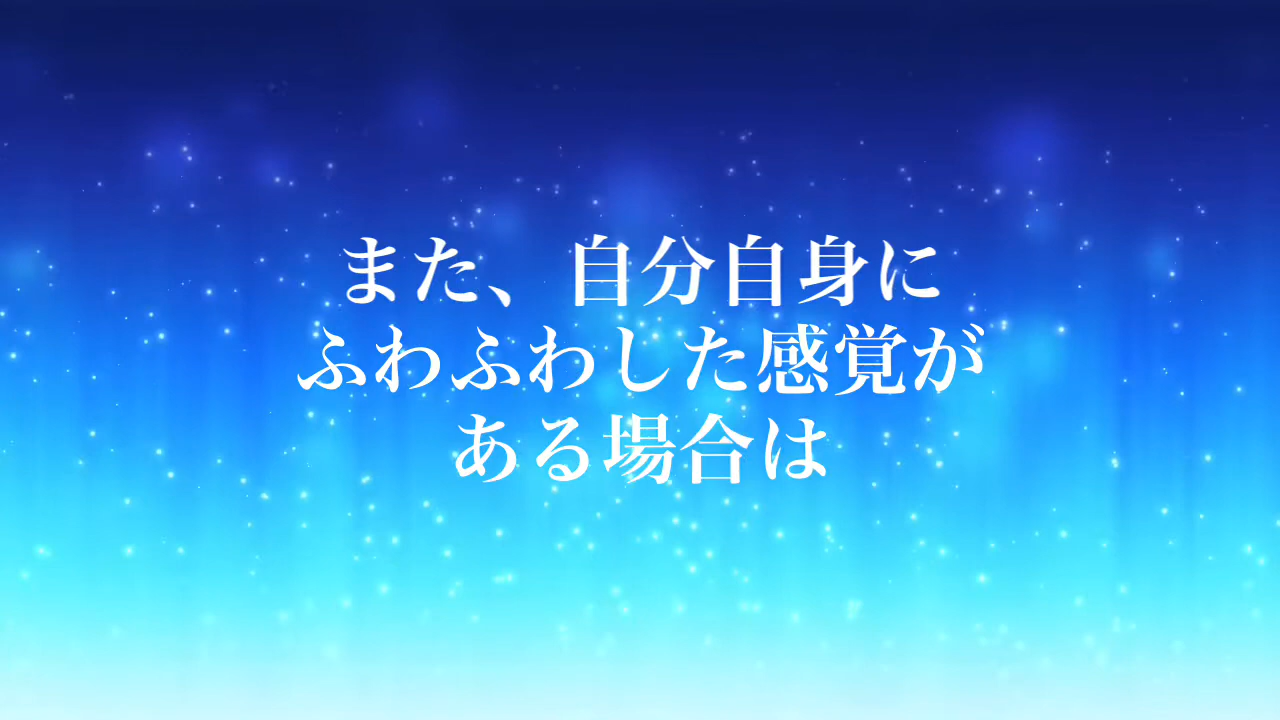 また、自分自身に
ふわふわした感覚が
ある場合は